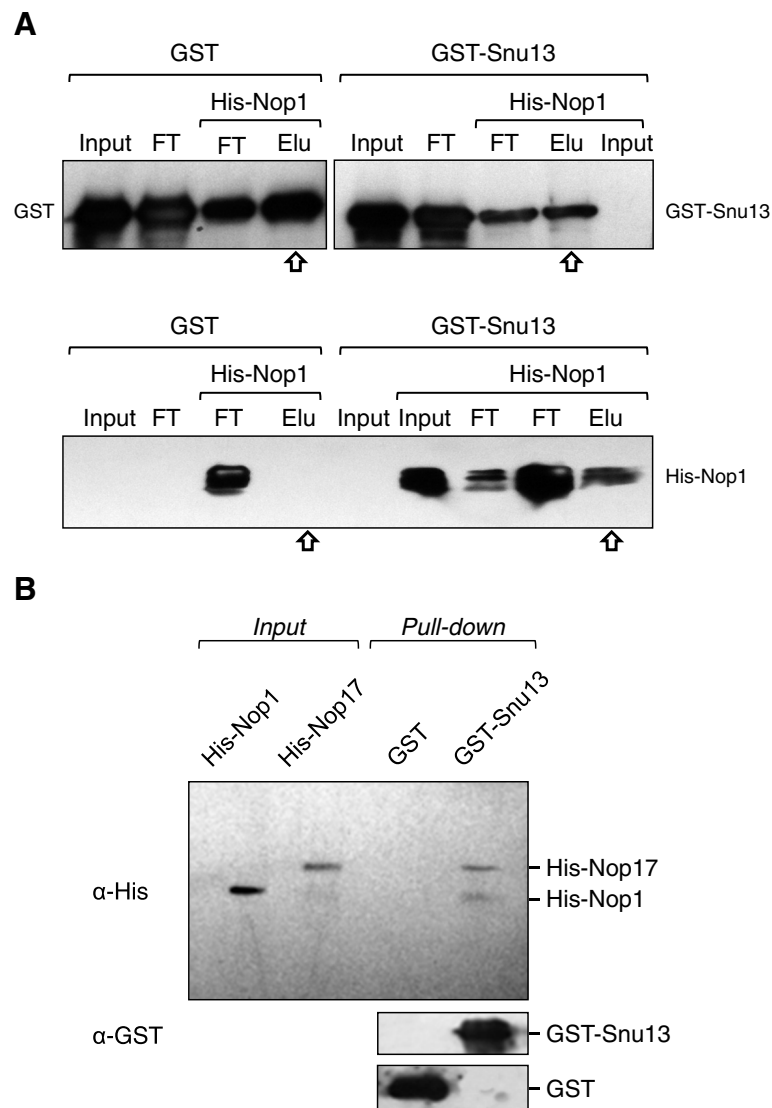 A
GST GST-Snu13
His-Nop1 His-Nop1
Input FT FT Elu Input FT FT Elu Input
GST GST-Snu13
GST GST-Snu13
His-Nop1 His-Nop1
Input FT FT Elu Input Input FT FT Elu
His-Nop1
B
Input Pull-down
His-Nop1 His-Nop17 GST GST-Snu13
α-His
His-Nop17
His-Nop1
α-GST
GST-Snu13
GST